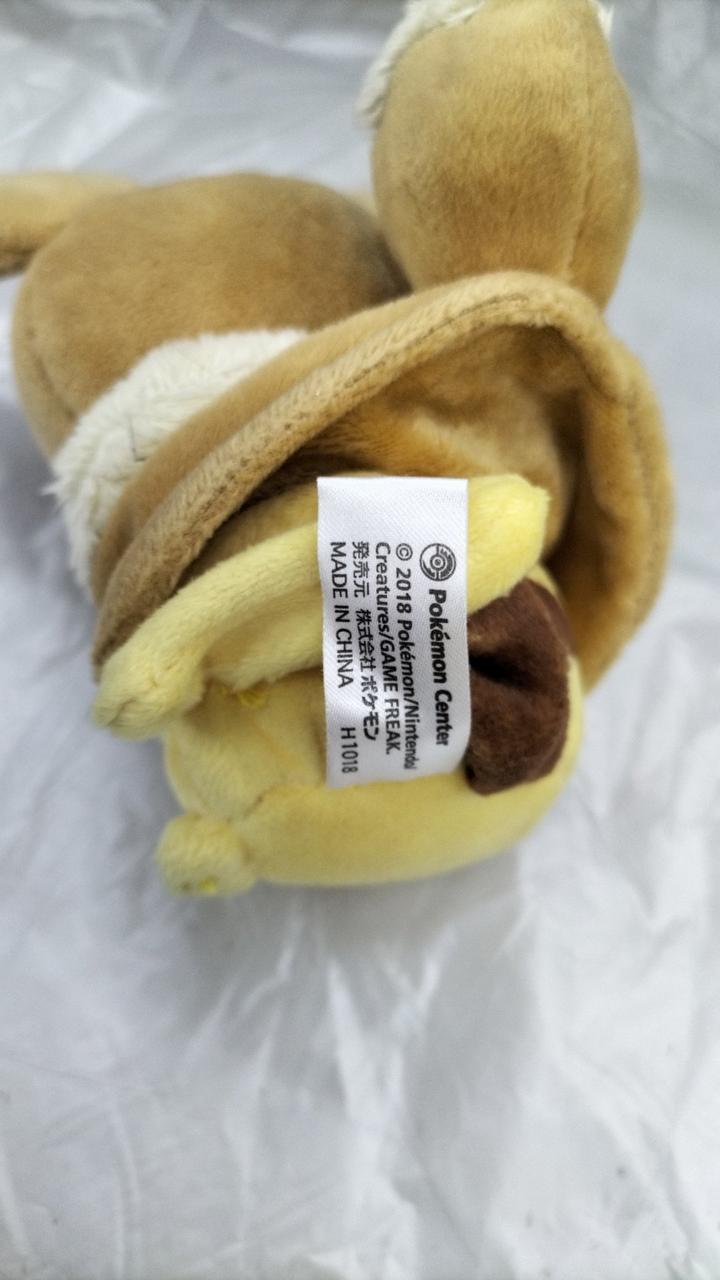 Pokémon Center
© 2018 Pokémon/Nintendo/
Creatures/GAME FREAK.
発売元 株式会社ポケモン
MADE IN CHINA H1018